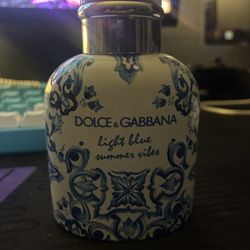 DOLCE & GABBANA
light blue
summer vibes